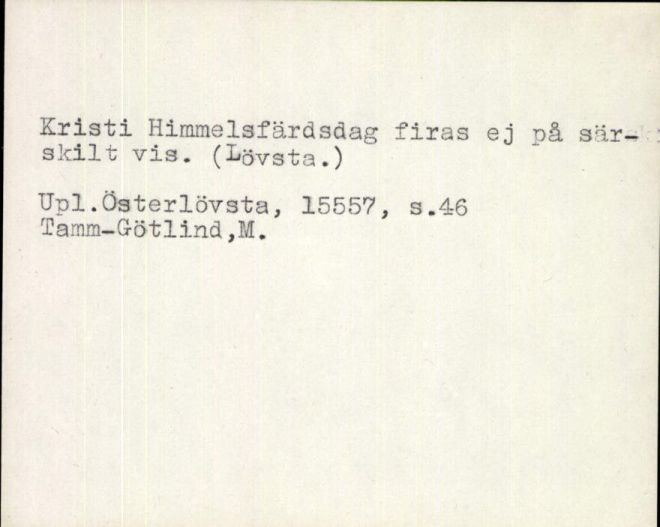 Kristi Himmelsfärdsdag firas ej på sär-
skilt vis. (Lövsta.)
Upl.Österlövsta, 15557, s.46
Tamm-Götlind,M.